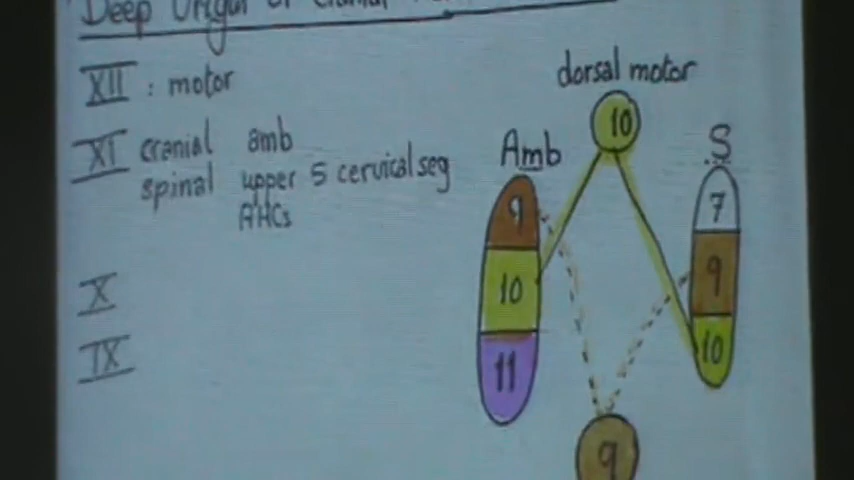 Deep Origin of Cranial
XII : motor
XI cranial amb
spinal upper 5 cervical seg
AHCs
X
IX
dorsal motor
10
Amb
9
10
11
S
7
9
10
9